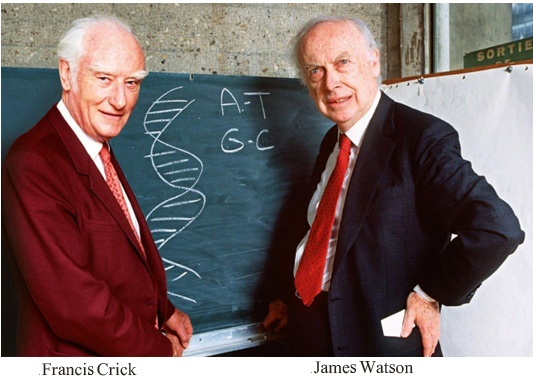 SORTIE
A-T
G-C
Francis Crick
James Watson